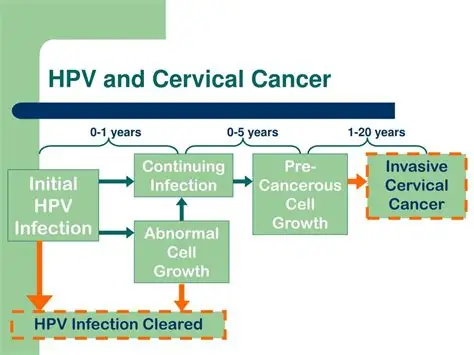 HPV and Cervical Cancer
0-1 years
0-5 years
1-20 years
Initial
HPV
Infection
Continuing
Infection
Abnormal
Cell
Growth
Pre-
Cancerous
Cell
Growth
Invasive
Cervical
Cancer
HPV Infection Cleared